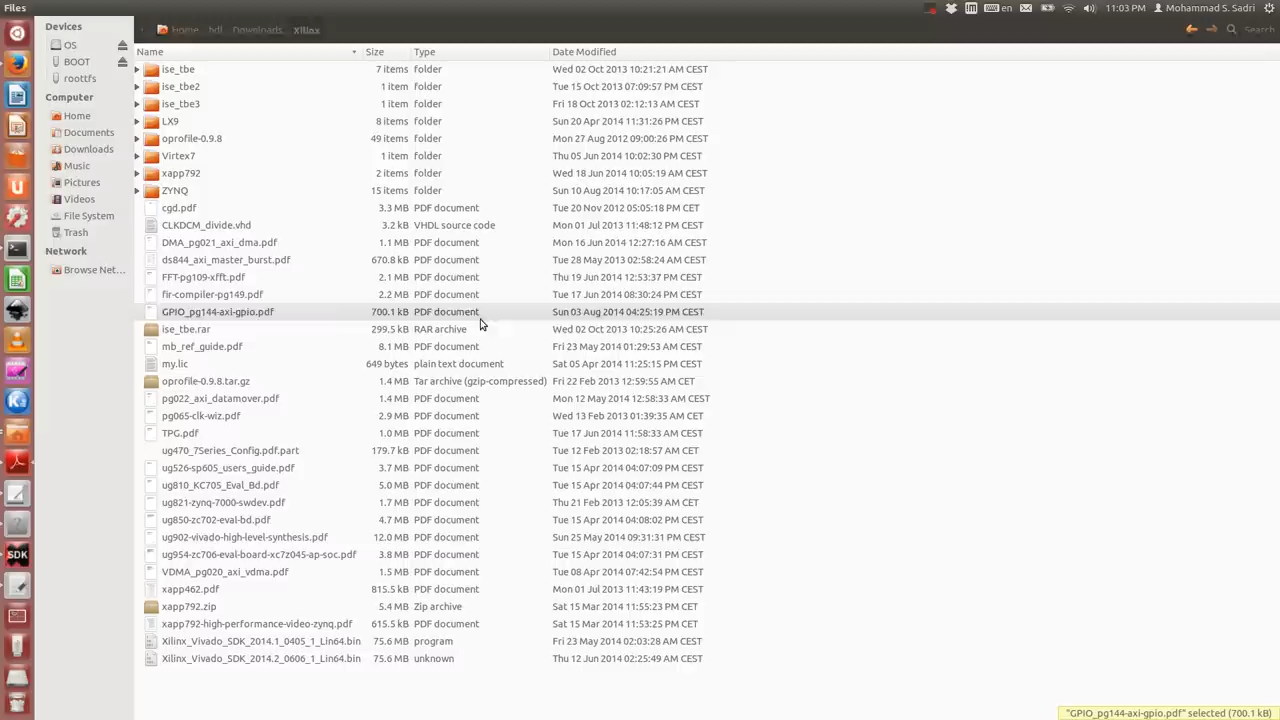 Files en 11:03 PM Mohammad S. Sadri
Home hdl Downloads Xilinx Search
Devices
OS
BOOT
rootfs
Computer
Home
Documents
Downloads
Music
Pictures
Videos
File System
Trash
Network
Browse Net...
Name Size Type Date Modified
ise_tbe 7 items folder Wed 02 Oct 2013 10:21:21 AM CEST
ise_tbe2 1 item folder Tue 15 Oct 2013 07:09:57 PM CEST
ise_tbe3 1 item folder Fri 18 Oct 2013 02:12:13 AM CEST
LX9 8 items folder Sun 20 Apr 2014 11:31:26 PM CEST
oprofile-0.9.8 49 items folder Mon 27 Aug 2012 09:00:26 PM CEST
Virtex7 1 item folder Thu 05 Jun 2014 10:02:30 PM CEST
xapp792 2 items folder Wed 18 Jun 2014 10:05:19 AM CEST
ZYNQ 15 items folder Sun 10 Aug 2014 10:17:05 AM CEST
cgd.pdf 3.3 MB PDF document Tue 20 Nov 2012 05:05:18 PM CET
CLKDCM_divide.vhd 3.2 kB VHDL source code Mon 01 Jul 2013 11:48:12 PM CEST
DMA_pg021_axi_dma.pdf 1.1 MB PDF document Mon 16 Jun 2014 12:27:16 AM CEST
ds844_axi_master_burst.pdf 670.8 kB PDF document Tue 28 May 2013 02:58:24 AM CEST
FFT-pg109-xfft.pdf 2.1 MB PDF document Thu 19 Jun 2014 12:53:37 PM CEST
fir-compiler-pg149.pdf 2.2 MB PDF document Tue 17 Jun 2014 08:30:24 PM CEST
GPIO_pg144-axi-gpio.pdf 700.1 kB PDF document Sun 03 Aug 2014 04:25:19 PM CEST
ise_tbe.rar 299.5 kB RAR archive Wed 02 Oct 2013 10:25:26 AM CEST
mb_ref_guide.pdf 8.1 MB PDF document Fri 23 May 2014 01:29:53 AM CEST
my.lic 649 bytes plain text document Sat 05 Apr 2014 11:25:15 PM CEST
oprofile-0.9.8.tar.gz 1.4 MB Tar archive (gzip-compressed) Fri 22 Feb 2013 12:59:55 AM CET
pg022_axi_datamover.pdf 1.4 MB PDF document Mon 12 May 2014 12:58:33 AM CEST
pg065-clk-wiz.pdf 2.9 MB PDF document Wed 13 Feb 2013 01:39:35 AM CET
TPG.pdf 1.0 MB PDF document Tue 17 Jun 2014 11:58:33 AM CEST
ug470_7Series_Config.pdf.part 179.7 kB PDF document Tue 12 Feb 2013 02:18:57 AM CET
ug526-sp605_users_guide.pdf 3.7 MB PDF document Tue 15 Apr 2014 04:07:09 PM CEST
ug810_KC705_Eval_Bd.pdf 5.0 MB PDF document Tue 15 Apr 2014 04:07:44 PM CEST
ug821-zynq-7000-swdev.pdf 1.7 MB PDF document Thu 21 Feb 2013 12:05:39 AM CET
ug850-zc702-eval-bd.pdf 4.7 MB PDF document Tue 15 Apr 2014 04:08:02 PM CEST
ug902-vivado-high-level-synthesis.pdf 12.0 MB PDF document Sun 25 May 2014 09:31:31 PM CEST
ug954-zc706-eval-board-xc7z045-ap-soc.pdf 3.8 MB PDF document Tue 15 Apr 2014 04:07:31 PM CEST
VDMA_pg020_axi_vdma.pdf 1.5 MB PDF document Tue 08 Apr 2014 07:42:54 PM CEST
xapp462.pdf 815.5 kB PDF document Mon 01 Jul 2013 11:43:19 PM CEST
xapp792.zip 5.4 MB Zip archive Sat 15 Mar 2014 11:55:23 PM CET
xapp792-high-performance-video-zynq.pdf 615.5 kB PDF document Sat 15 Mar 2014 11:53:25 PM CET
Xilinx_Vivado_SDK_2014.1_0405_1_Lin64.bin 75.6 MB program Fri 23 May 2014 02:03:28 AM CEST
Xilinx_Vivado_SDK_2014.2_0606_1_Lin64.bin 75.6 MB unknown Thu 12 Jun 2014 02:25:49 AM CEST
SDK
"GPIO_pg144-axi-gpio.pdf" selected (700.1 kB)